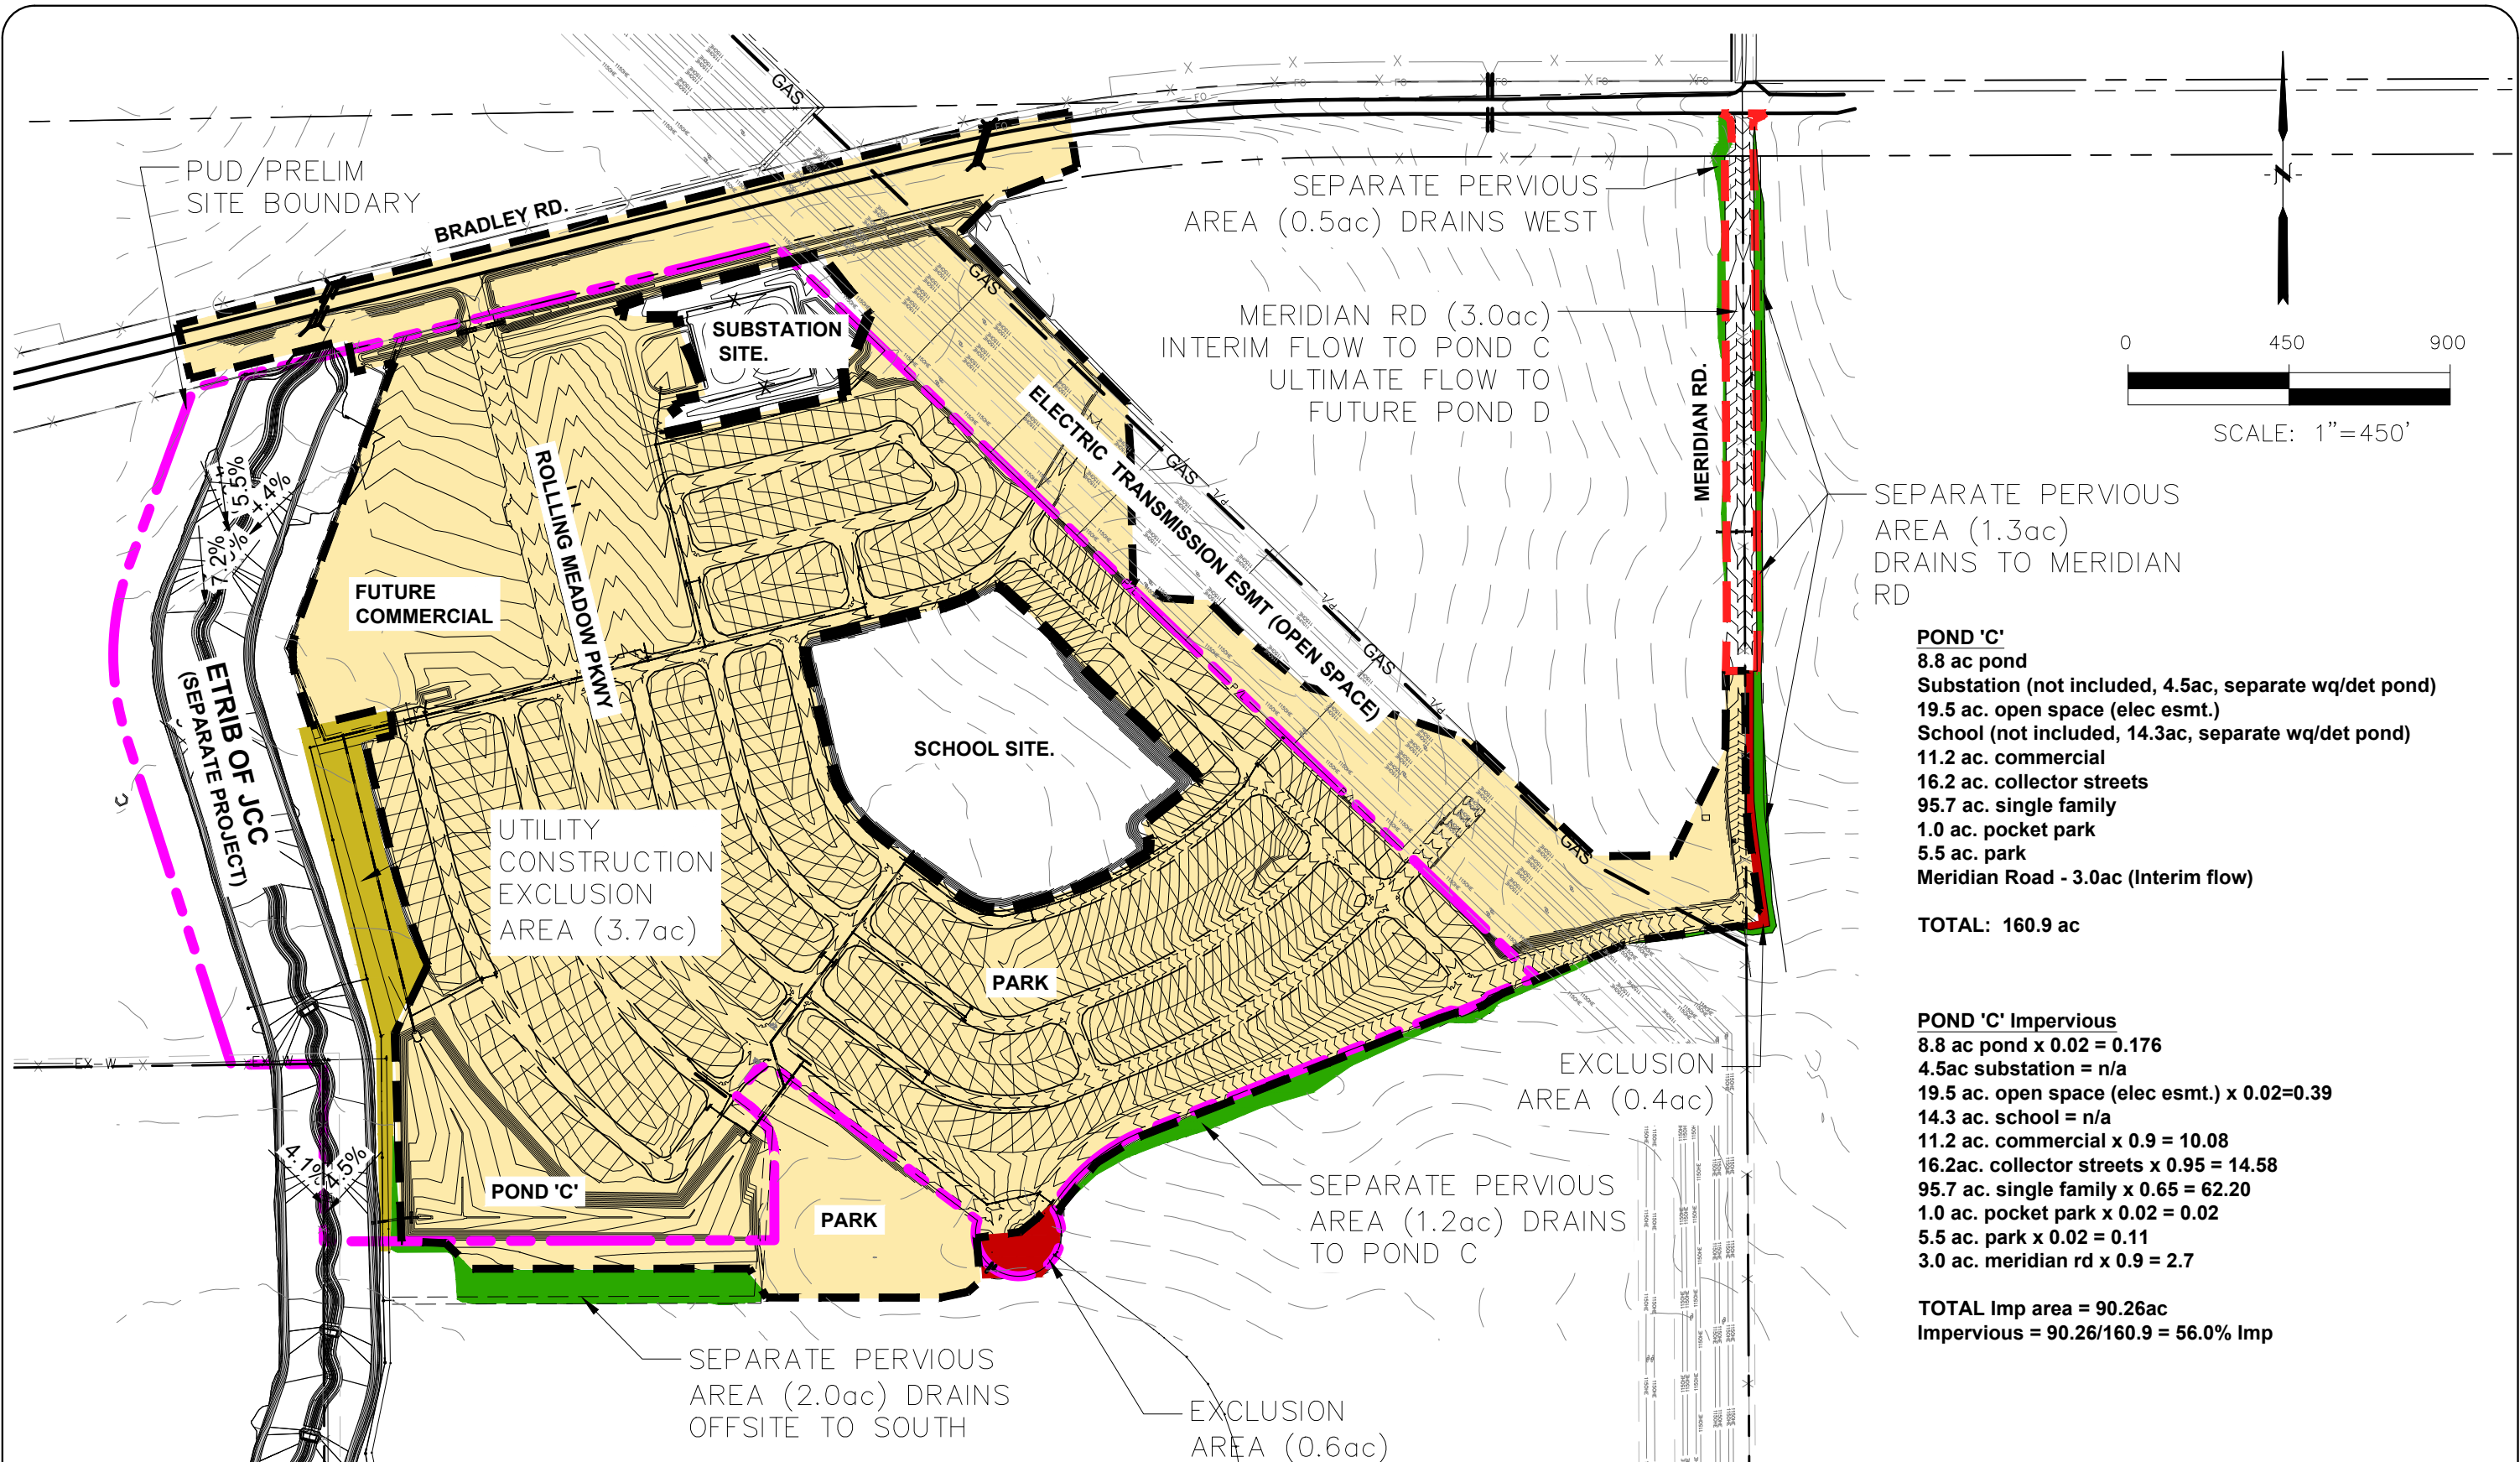 GAS
PUD/PRELIM
SITE BOUNDARY
BRADLEY RD.
SEPARATE PERVIOUS
AREA (0.5ac) DRAINS WEST
MERIDIAN RD (3.0ac)
INTERIM FLOW TO POND C
ULTIMATE FLOW TO
FUTURE POND D
N
0 450 900
SCALE: 1"=450'
GAS
SUBSTATION
SITE.
ELECTRIC TRANSMISSION ESMT (OPEN SPACE)
GAS
GAS
GAS
MERIDIAN RD.
SEPARATE PERVIOUS
AREA (1.3ac)
DRAINS TO MERIDIAN
RD
5.5%
7.2%
ROLLING MEADOW PKWY
FUTURE
COMMERCIAL
ETRIB OF JCC
(SEPARATE PROJECT)
SCHOOL SITE.
UTILITY
CONSTRUCTION
EXCLUSION
AREA (3.7ac)
PARK
POND 'C'
8.8 ac pond
Substation (not included, 4.5ac, separate wq/det pond)
19.5 ac. open space (elec esmt.)
School (not included, 14.3ac, separate wq/det pond)
11.2 ac. commercial
16.2 ac. collector streets
95.7 ac. single family
1.0 ac. pocket park
5.5 ac. park
Meridian Road - 3.0ac (Interim flow)
TOTAL: 160.9 ac
POND 'C' Impervious
8.8 ac pond x 0.02 = 0.176
4.5ac substation = n/a
19.5 ac. open space (elec esmt.) x 0.02=0.39
14.3 ac. school = n/a
11.2 ac. commercial x 0.9 = 10.08
16.2ac. collector streets x 0.95 = 14.58
95.7 ac. single family x 0.65 = 62.20
1.0 ac. pocket park x 0.02 = 0.02
5.5 ac. park x 0.02 = 0.11
3.0 ac. meridian rd x 0.9 = 2.7
TOTAL Imp area = 90.26ac
Impervious = 90.26/160.9 = 56.0% Imp
EX-W
EXCLUSION
AREA (0.4ac)
POND 'C'
PARK
SEPARATE PERVIOUS
AREA (1.2ac) DRAINS
TO POND C
SEPARATE PERVIOUS
AREA (2.0ac) DRAINS
OFFSITE TO SOUTH
EXCLUSION
AREA (0.6ac)